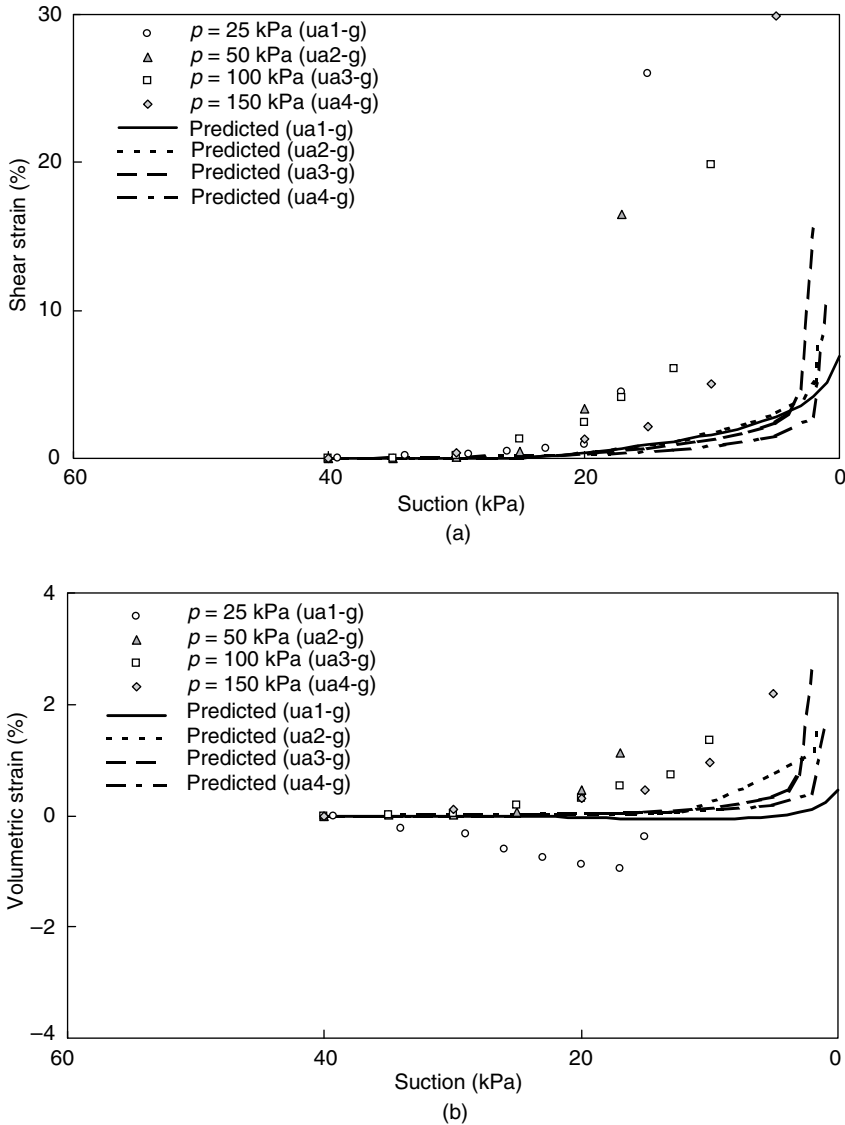 30
p = 25 kPa (ua1-g)
p = 50 kPa (ua2-g)
p = 100 kPa (ua3-g)
p = 150 kPa (ua4-g)
Predicted (ua1-g)
Predicted (ua2-g)
Predicted (ua3-g)
Predicted (ua4-g)
20
10
0
Shear strain (%)
60
40
20
0
Suction (kPa)
(a)
4
p = 25 kPa (ua1-g)
p = 50 kPa (ua2-g)
p = 100 kPa (ua3-g)
p = 150 kPa (ua4-g)
Predicted (ua1-g)
Predicted (ua2-g)
Predicted (ua3-g)
Predicted (ua4-g)
2
0
–2
–4
Volumetric strain (%)
60
40
20
0
Suction (kPa)
(b)